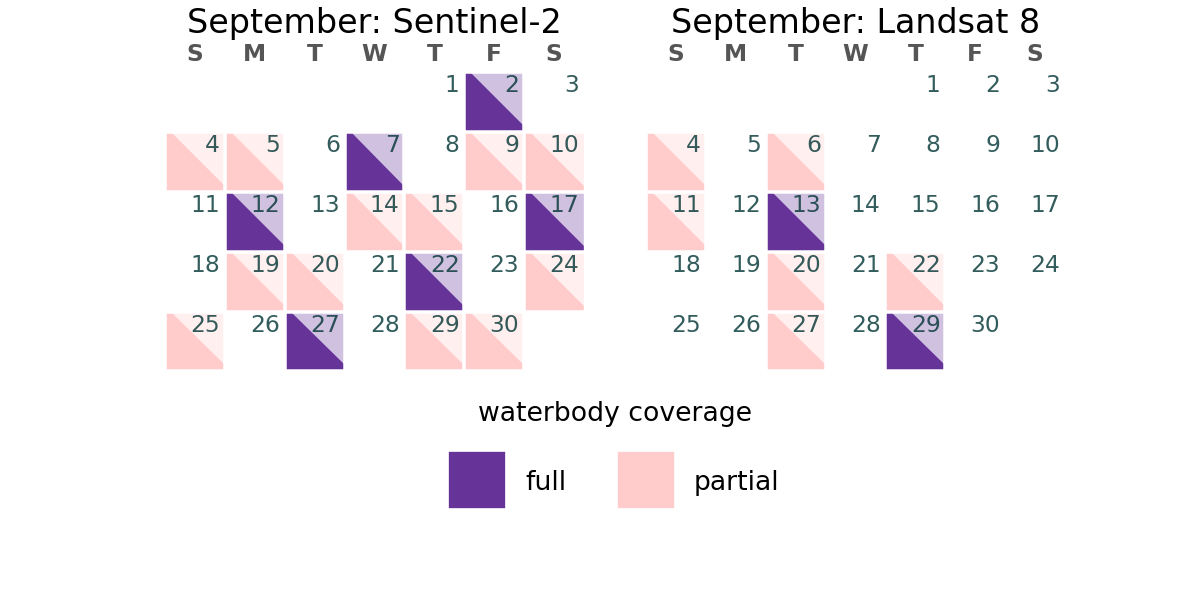 September: Sentinel-2
S M T W T F S
1 2 3
4 5 6 7 8 9 10
11 12 13 14 15 16 17
18 19 20 21 22 23 24
25 26 27 28 29 30
September: Landsat 8
S M T W T F S
1 2 3
4 5 6 7 8 9 10
11 12 13 14 15 16 17
18 19 20 21 22 23 24
25 26 27 28 29 30
waterbody coverage
full
partial